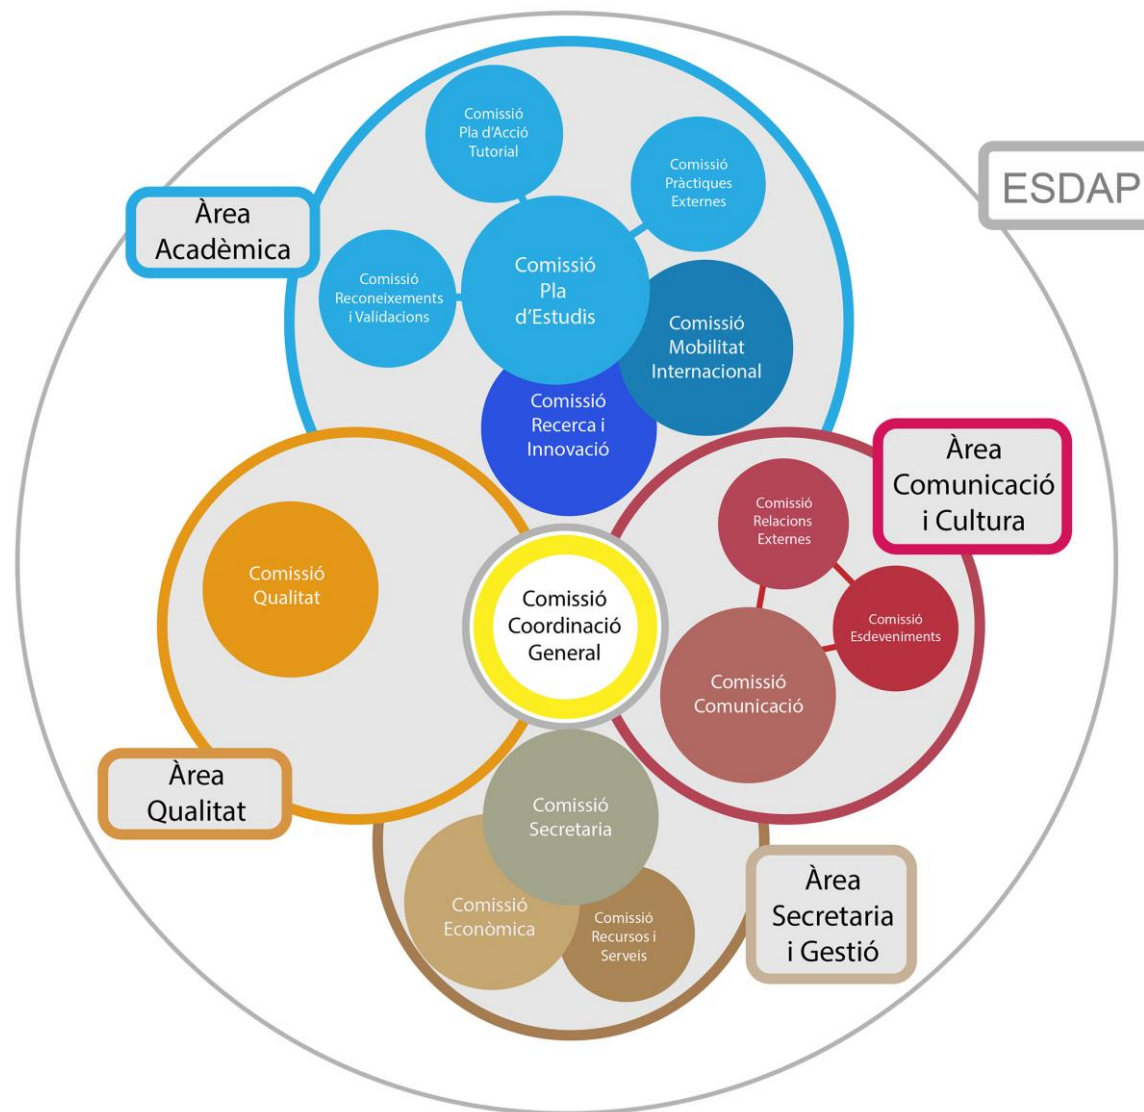 Comissió
Pla d'Acció
Tutorial
Comissió
Pràctiques
Externes
ESDAP
Àrea
Acadèmica
Comissió
Pla
d'Estudis
Comissió
Reconeixements
i Validacions
Comissió
Mobilitat
Internacional
Comissió
Recerca i
Innovació
Àrea
Comunicació
i Cultura
Comissió
Relacions
Externes
Comissió
Qualitat
Comissió
Coordinació
General
Comissió
Esdeveniments
Comissió
Comunicació
Àrea
Qualitat
Comissió
Secretaria
Àrea
Secretaria
i Gestió
Comissió
Econòmica
Comissió
Recursos i
Serveis